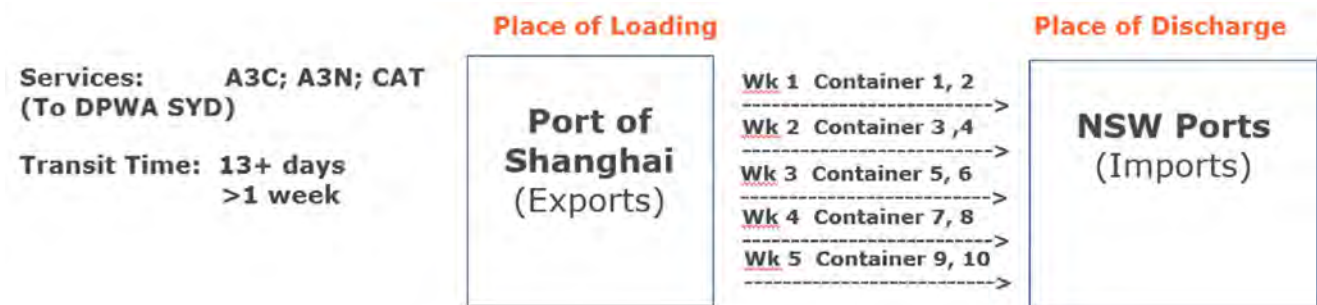 Place of Loading
Place of Discharge
Services: A3C; A3N; CAT
(To DPWA SYD)
Transit Time: 13+ days
>1 week
Port of
Shanghai
(Exports)
Wk 1 Container 1, 2
Wk 2 Container 3 ,4
Wk 3 Container 5, 6
Wk 4 Container 7, 8
Wk 5 Container 9, 10
NSW Ports
(Imports)